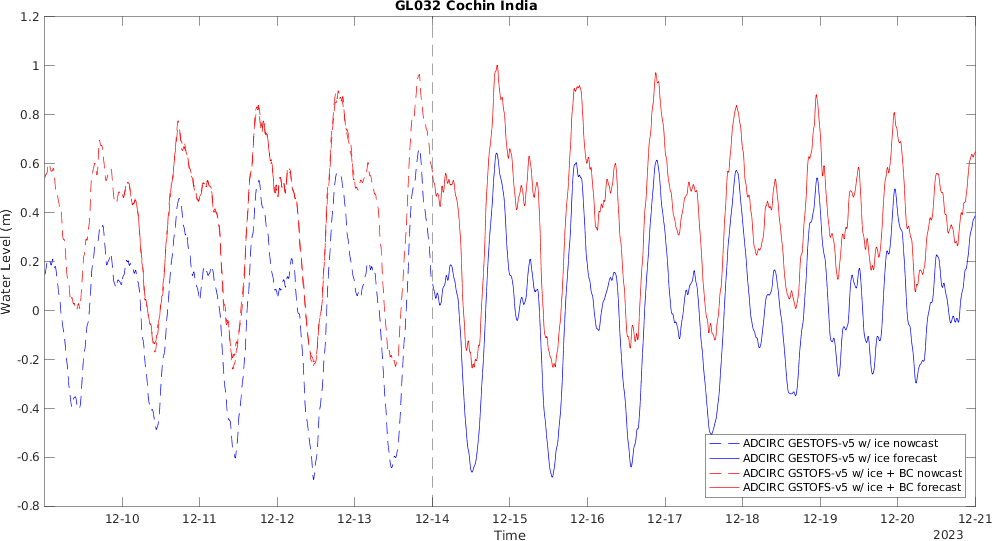 GL032 Cochin India
1.2
1
0.8
0.6
0.4
0.2
0
-0.2
-0.4
-0.6
-0.8
Water Level (m)
ADCIRC GESTOFS-v5 w/ ice nowcast
ADCIRC GESTOFS-v5 w/ ice forecast
ADCIRC GSTOFS-v5 w/ ice + BC nowcast
ADCIRC GSTOFS-v5 w/ ice + BC forecast
12-10 12-11 12-12 12-13 12-14 12-15 12-16 12-17 12-18 12-19 12-20 12-21
Time
2023